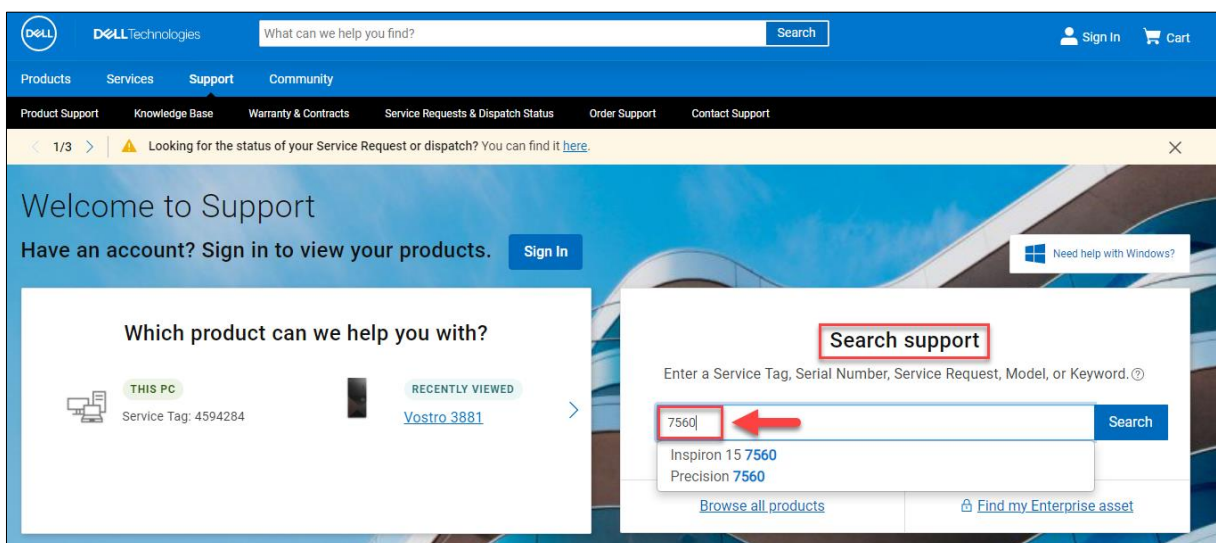 DELL
DELLTechnologies
What can we help you find?
Search
Sign In
Cart
Products
Services
Support
Community
Product Support
Knowledge Base
Warranty & Contracts
Service Requests & Dispatch Status
Order Support
Contact Support
1/3
Looking for the status of your Service Request or dispatch? You can find it here.
Welcome to Support
Have an account? Sign in to view your products.
Sign In
Need help with Windows?
Which product can we help you with?
THIS PC
Service Tag: 4594284
RECENTLY VIEWED
Vostro 3881
Search support
Enter a Service Tag, Serial Number, Service Request, Model, or Keyword.
7560
Search
Inspiron 15 7560
Precision 7560
Browse all products
Find my Enterprise asset